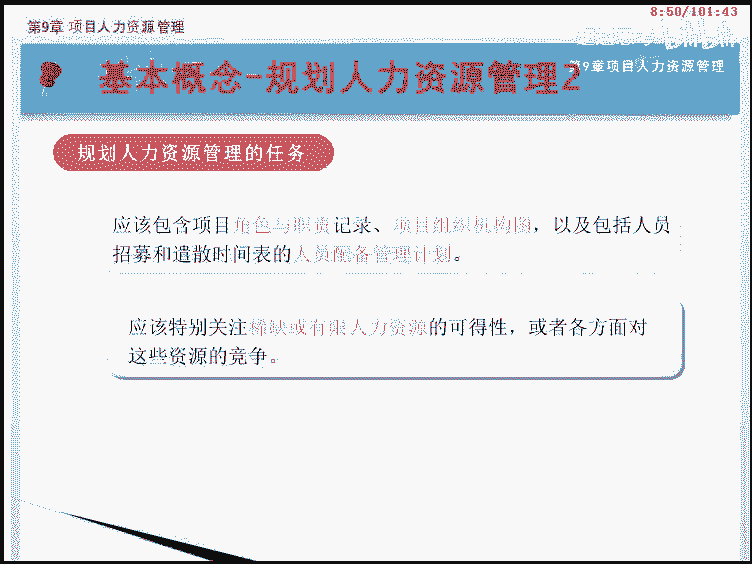 8:50/101:43
第9章 项目人力资源管理
第9章项目人力资源管理
基本概念-规划人力资源管理2
规划人力资源管理的任务
应该包含项目角色与职责记录、项目组织机构图，以及包括人员
招募和遣散时间表的人员配备管理计划。
应该特别关注稀缺或有限人力资源的可得性，或者各方面对
这些资源的竞争。